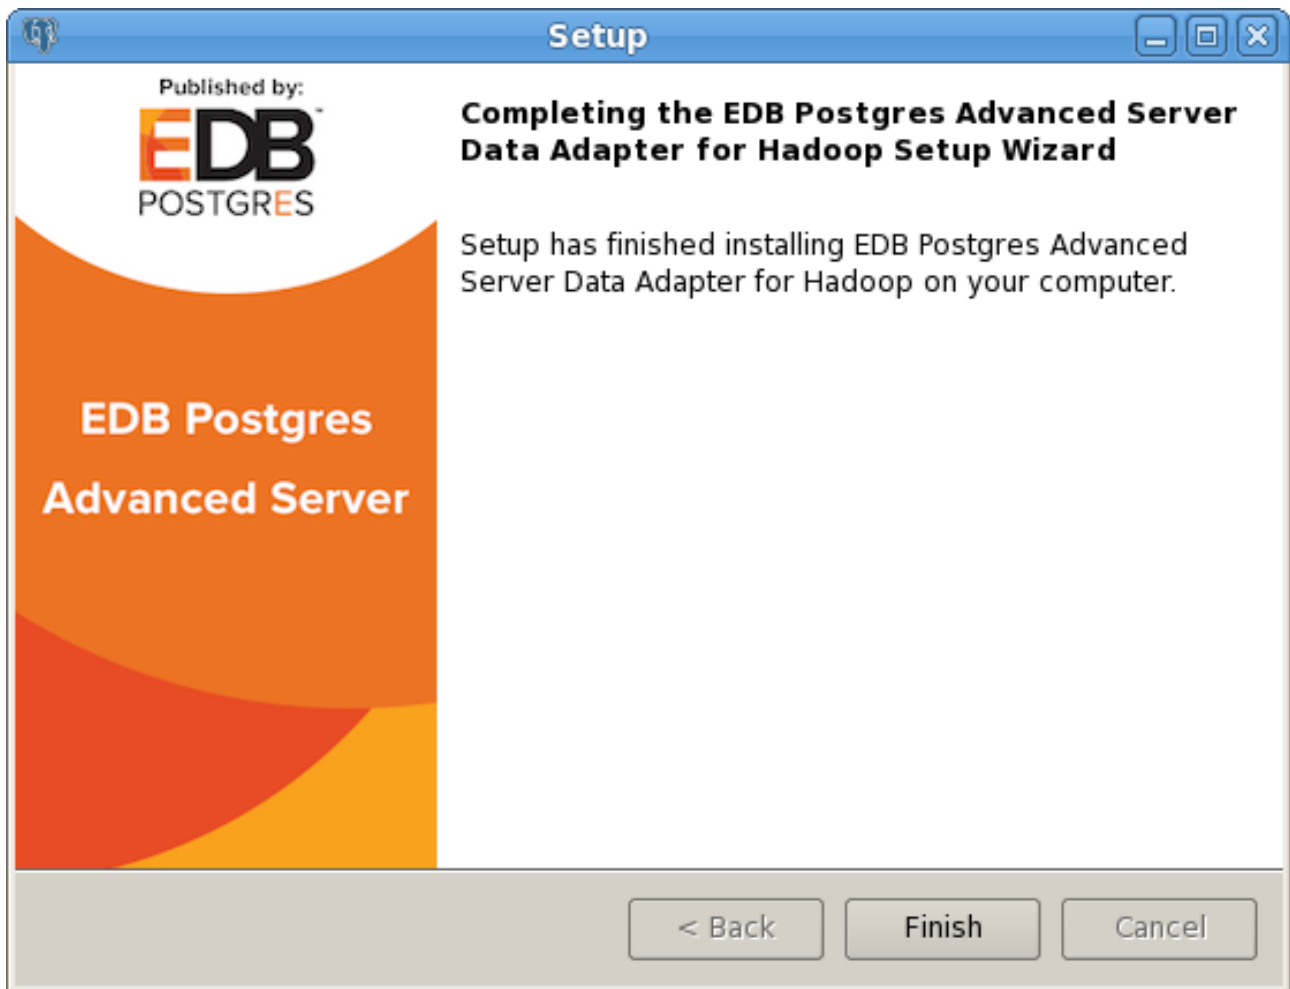 Setup
Published by:
EDB™
POSTGRES
EDB Postgres
Advanced Server
Completing the EDB Postgres Advanced Server
Data Adapter for Hadoop Setup Wizard
Setup has finished installing EDB Postgres Advanced
Server Data Adapter for Hadoop on your computer.
< Back
Finish
Cancel